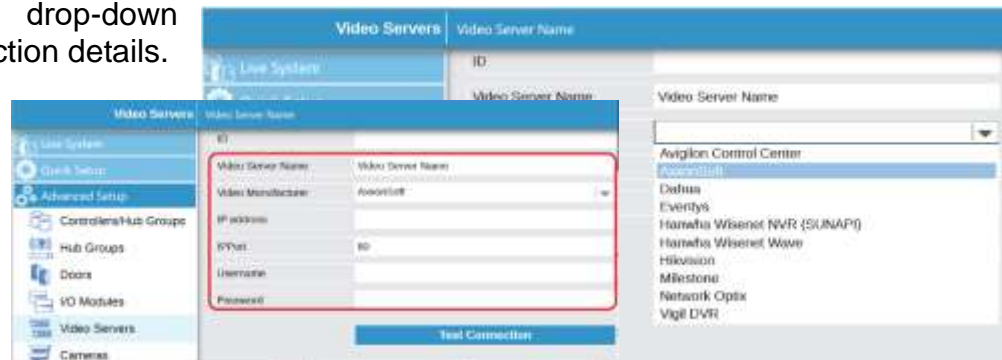 drop-down
ction details.
Video Servers
Video Server Name
Live System
ID
Video Server Name
Video Server Name
Avigilon Control Center
AxxonSoft
Dahua
Eventys
Hanwha Wisenet NVR (SUNAPI)
Hanwha Wisenet Wave
Hikvision
Milestone
Network Optix
Vigil DVR
Video Servers
Video Server Name
Live System
Quick Setup
Advanced Setup
Controllers/Hub Groups
Hub Groups
Doors
I/O Modules
Video Servers
Cameras
ID
Video Server Name
Video Server Name
Video Manufacturer
AxxonSoft
IP address
IPPort
80
Username
Password
Test Connection